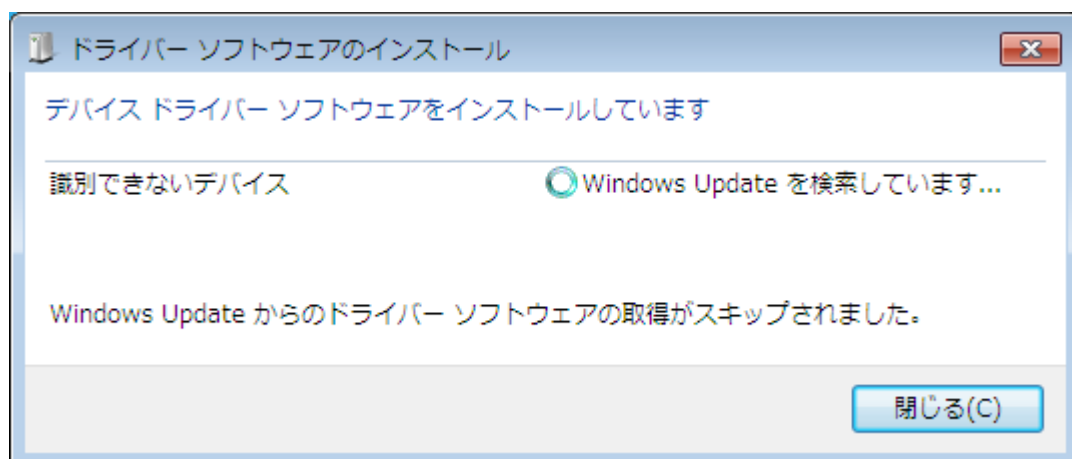 ドライバー ソフトウェアのインストール
デバイス ドライバー ソフトウェアをインストールしています
識別できないデバイス Windows Update を検索しています...
Windows Update からのドライバー ソフトウェアの取得がスキップされました。
閉じる(C)